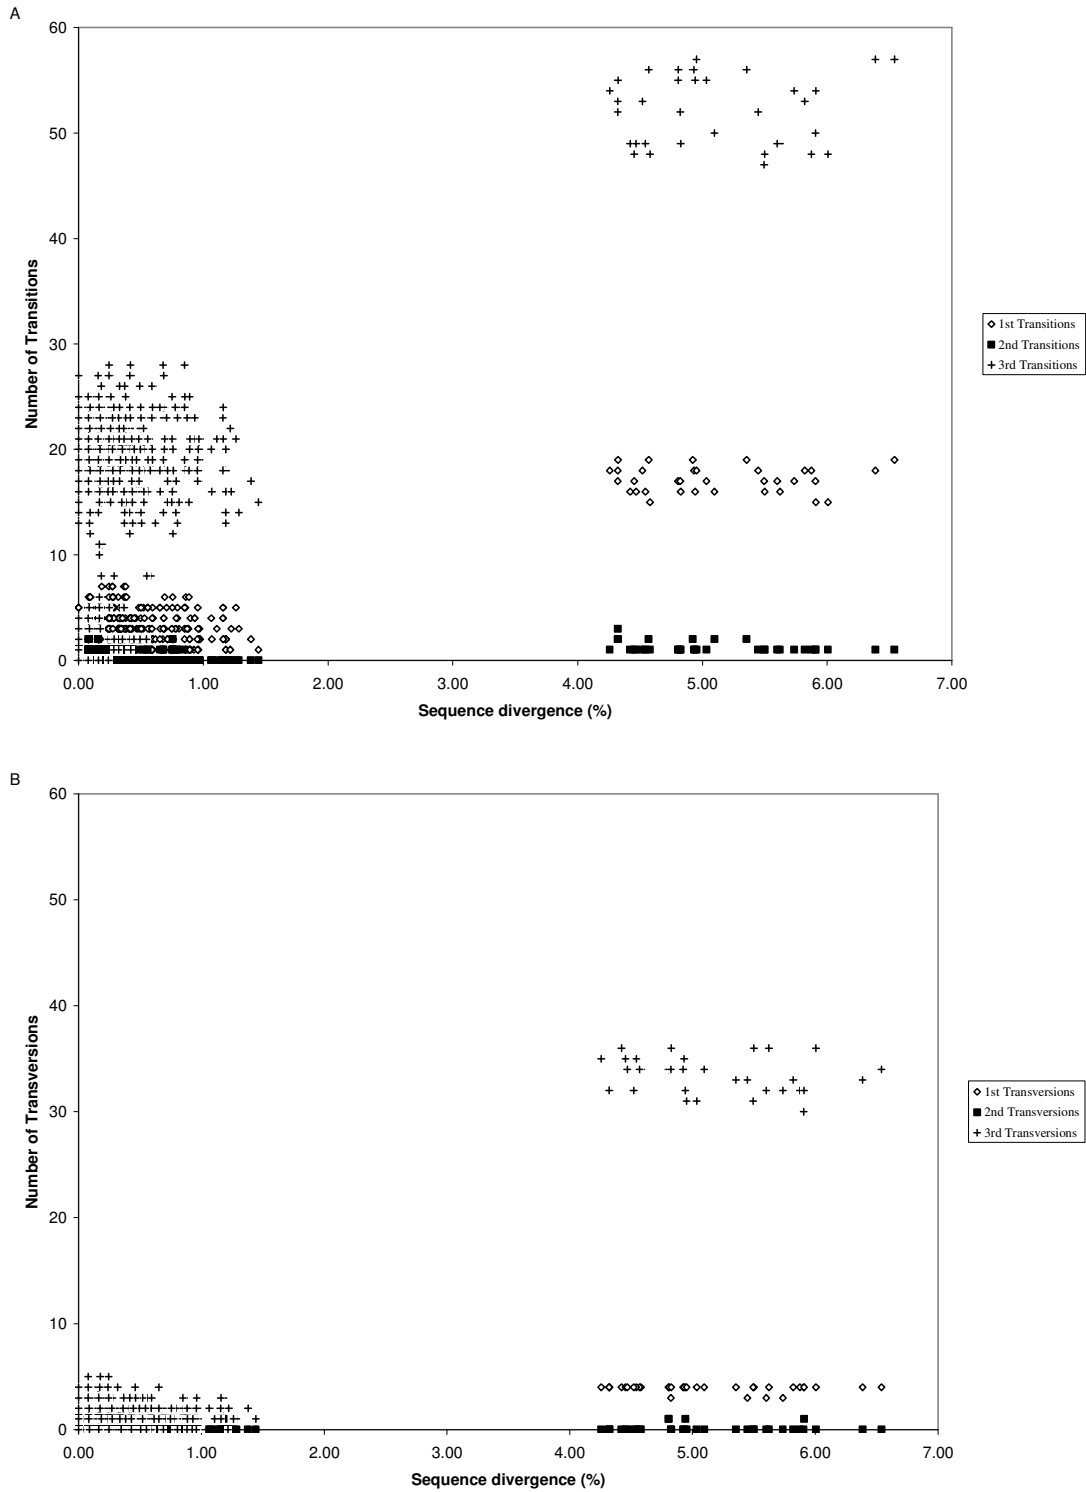 A
60
50
40
30
20
10
0
0.00 1.00 2.00 3.00 4.00 5.00 6.00 7.00
Number of Transitions
Sequence divergence (%)
1st Transitions
2nd Transitions
3rd Transitions
B
60
50
40
30
20
10
0
0.00 1.00 2.00 3.00 4.00 5.00 6.00 7.00
Number of Transversions
Sequence divergence (%)
1st Transversions
2nd Transversions
3rd Transversions